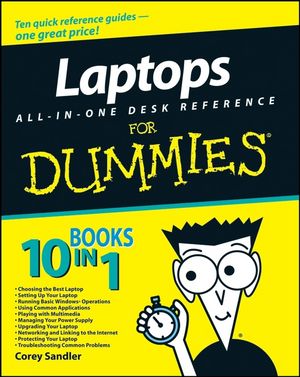 Ten quick reference guides —
one great price!
Laptops
ALL-IN-ONE DESK REFERENCE
FOR
DUMMIES®
10 BOOKS IN 1
• Choosing the Best Laptop
• Setting Up Your Laptop
• Running Basic Windows® Operations
• Using Common Applications
• Playing with Multimedia
• Managing Your Power Supply
• Upgrading Your Laptop
• Networking and Linking to the Internet
• Protecting Your Laptop
• Troubleshooting Common Problems
Corey Sandler